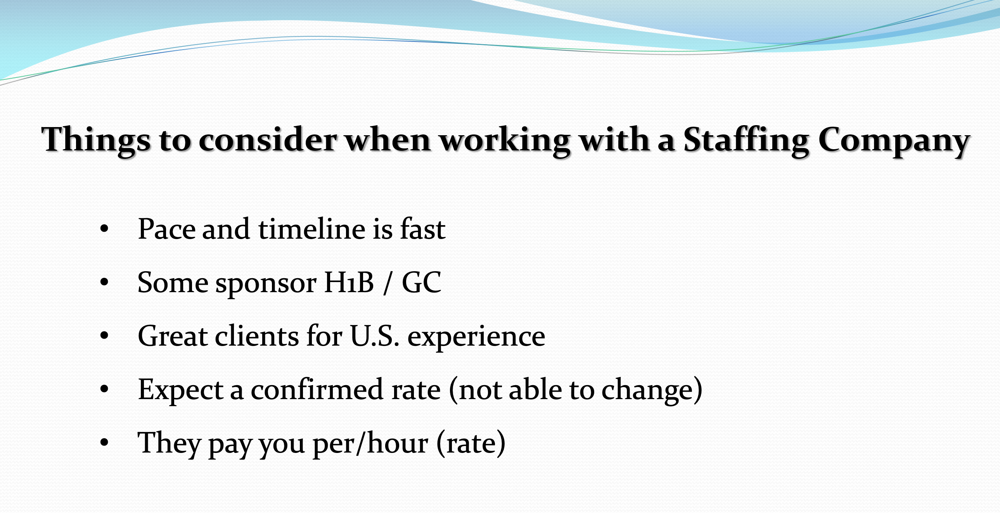 Things to consider when working with a Staffing Company
• Pace and timeline is fast
• Some sponsor H1B / GC
• Great clients for U.S. experience
• Expect a confirmed rate (not able to change)
• They pay you per/hour (rate)